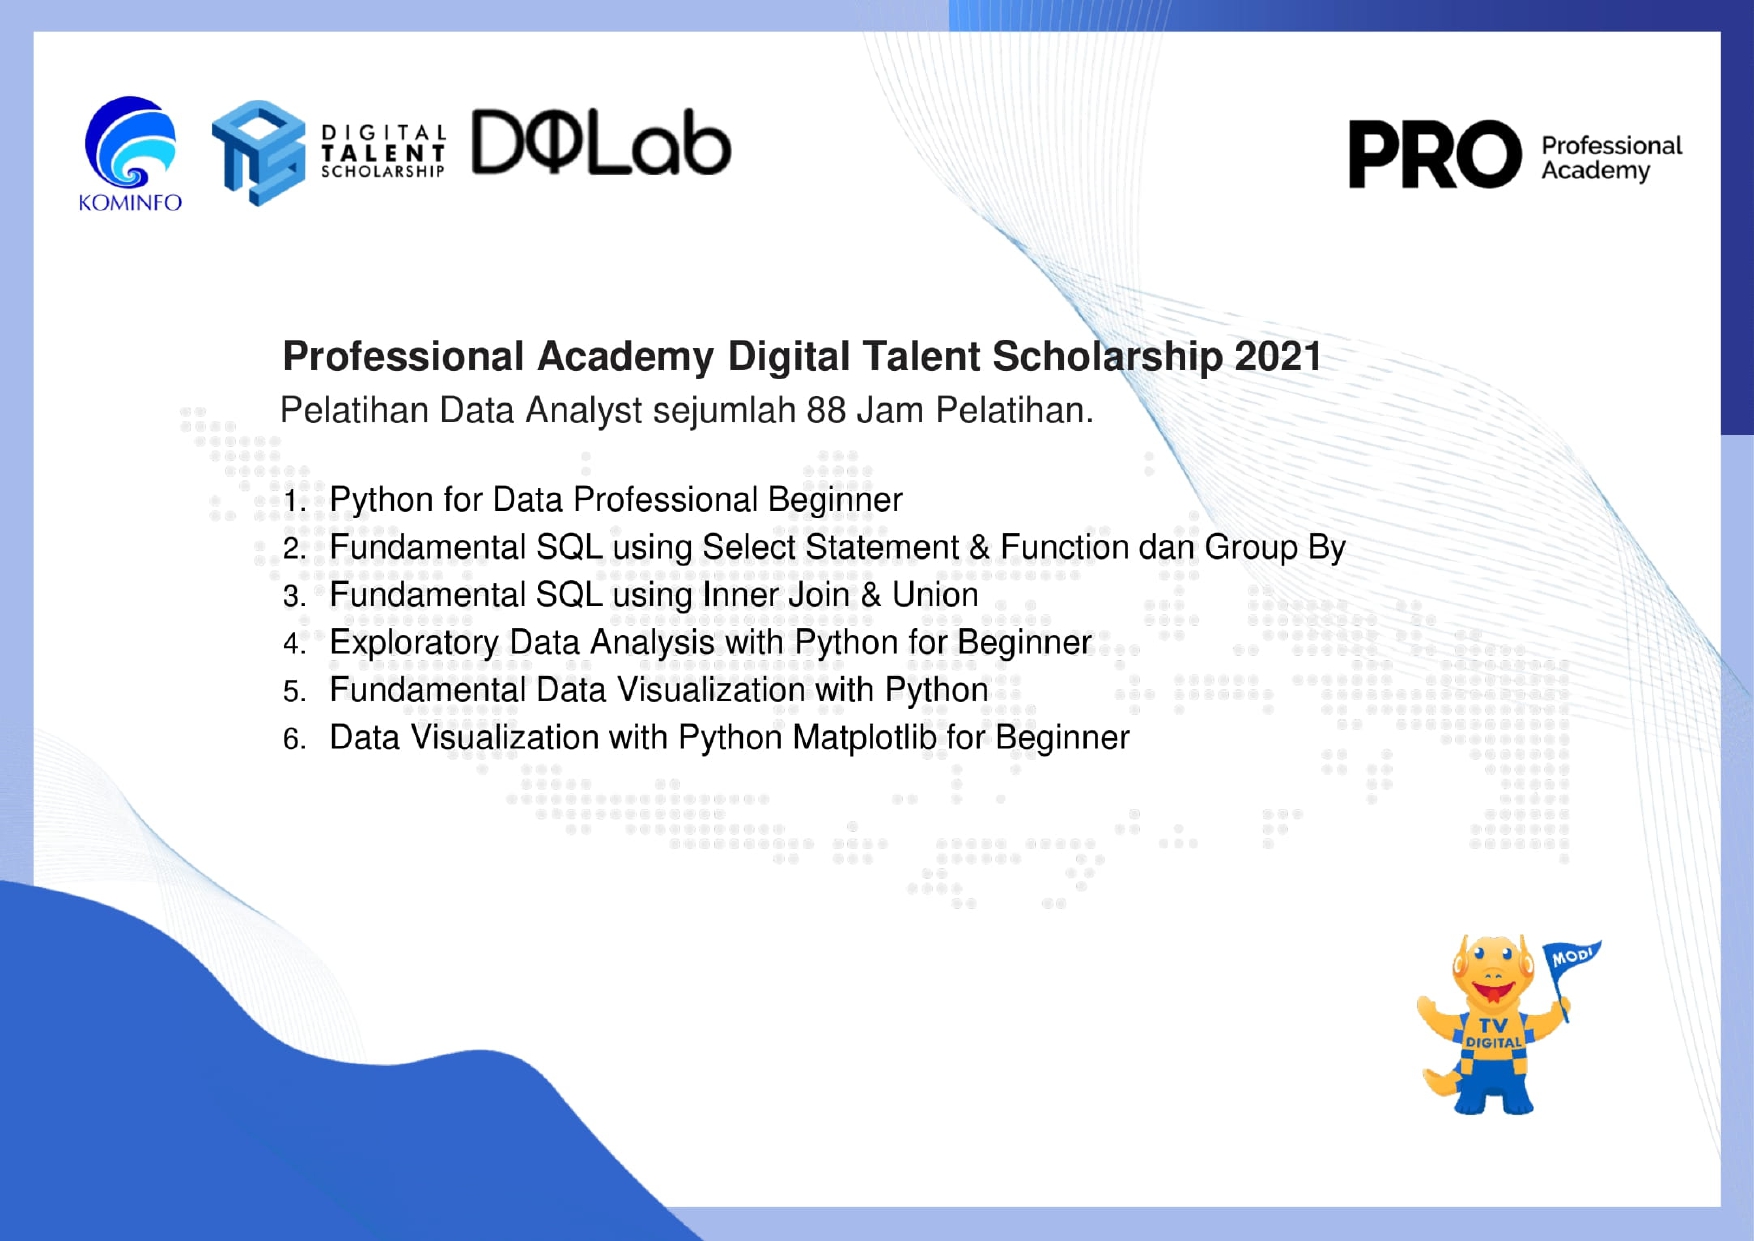 KOMINFO
DIGITAL
TALENT
SCHOLARSHIP
DQLab
PRO
Professional
Academy
Professional Academy Digital Talent Scholarship 2021
Pelatihan Data Analyst sejumlah 88 Jam Pelatihan.
1. Python for Data Professional Beginner
2. Fundamental SQL using Select Statement & Function dan Group By
3. Fundamental SQL using Inner Join & Union
4. Exploratory Data Analysis with Python for Beginner
5. Fundamental Data Visualization with Python
6. Data Visualization with Python Matplotlib for Beginner
MODI
TV
DIGITAL